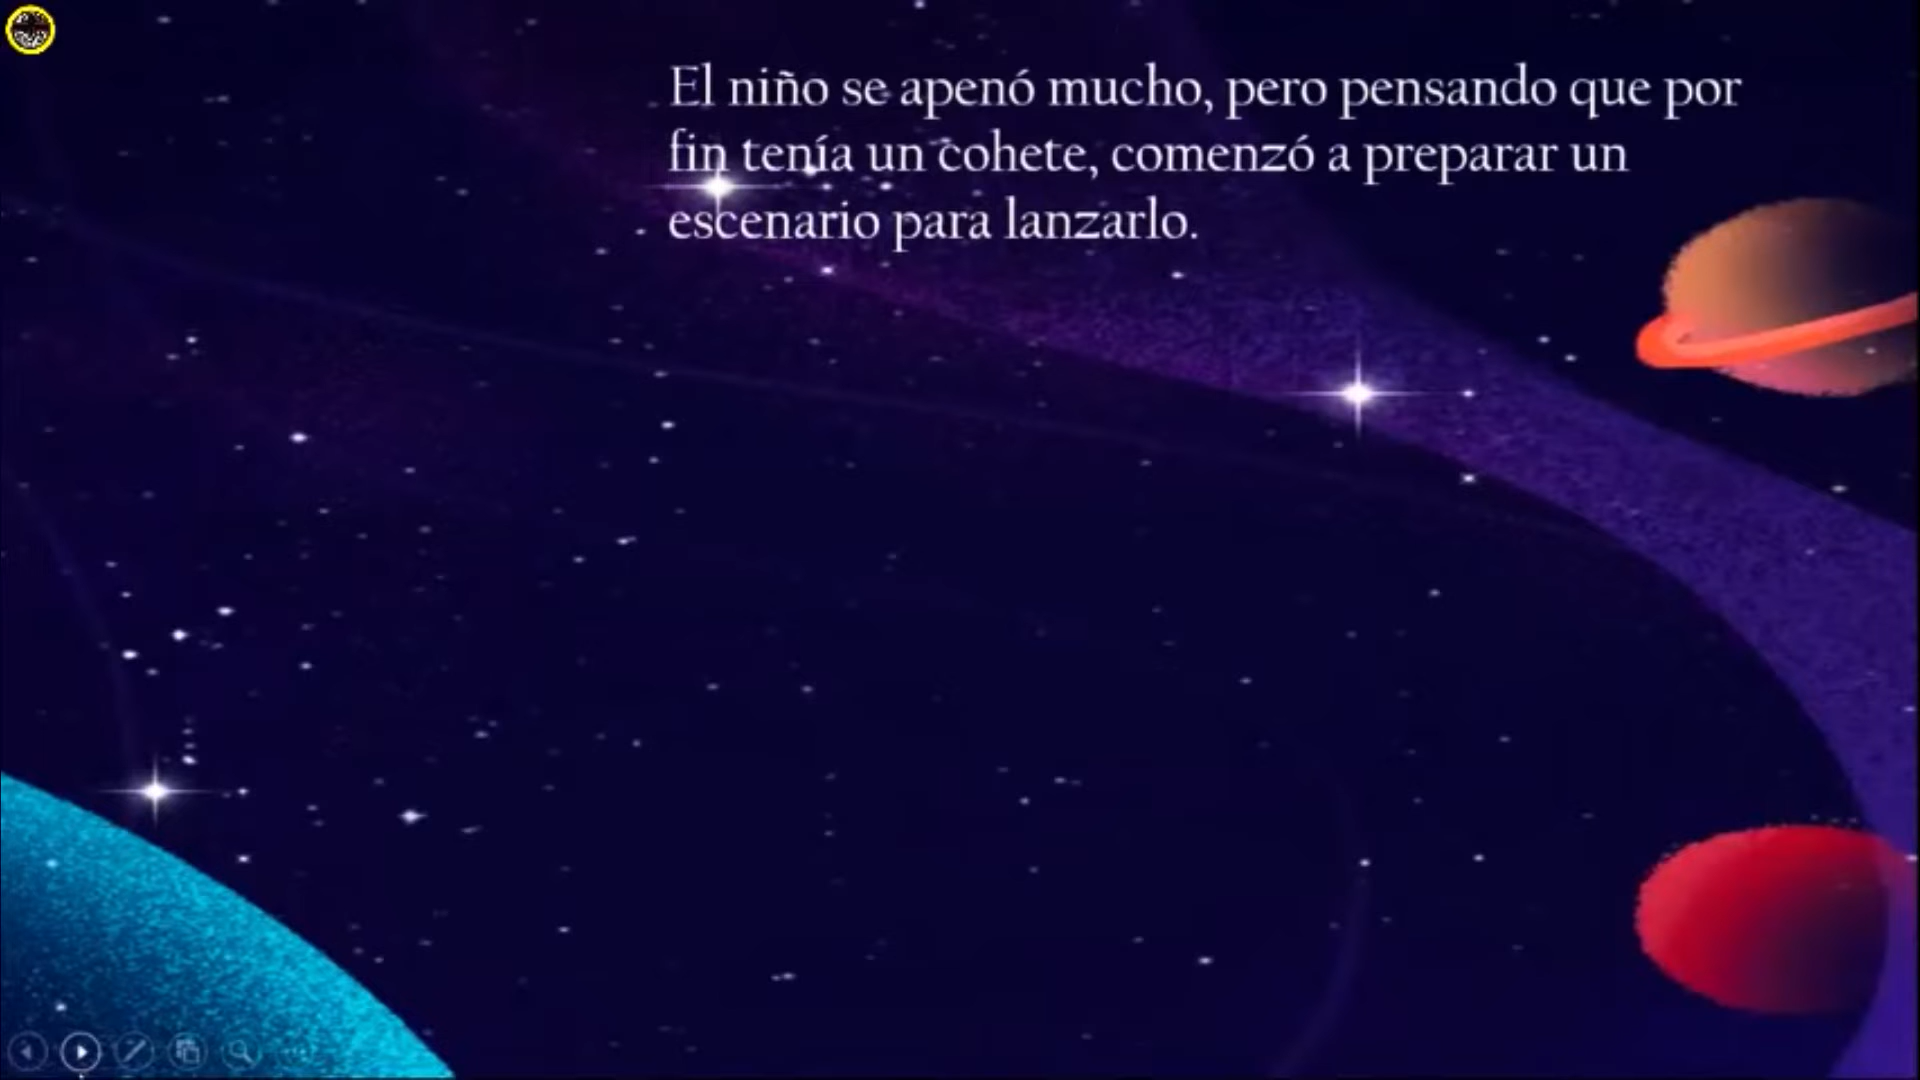 El niño se apenó mucho, pero pensando que por
fin tenía un cohete, comenzó a preparar un
escenario para lanzarlo.